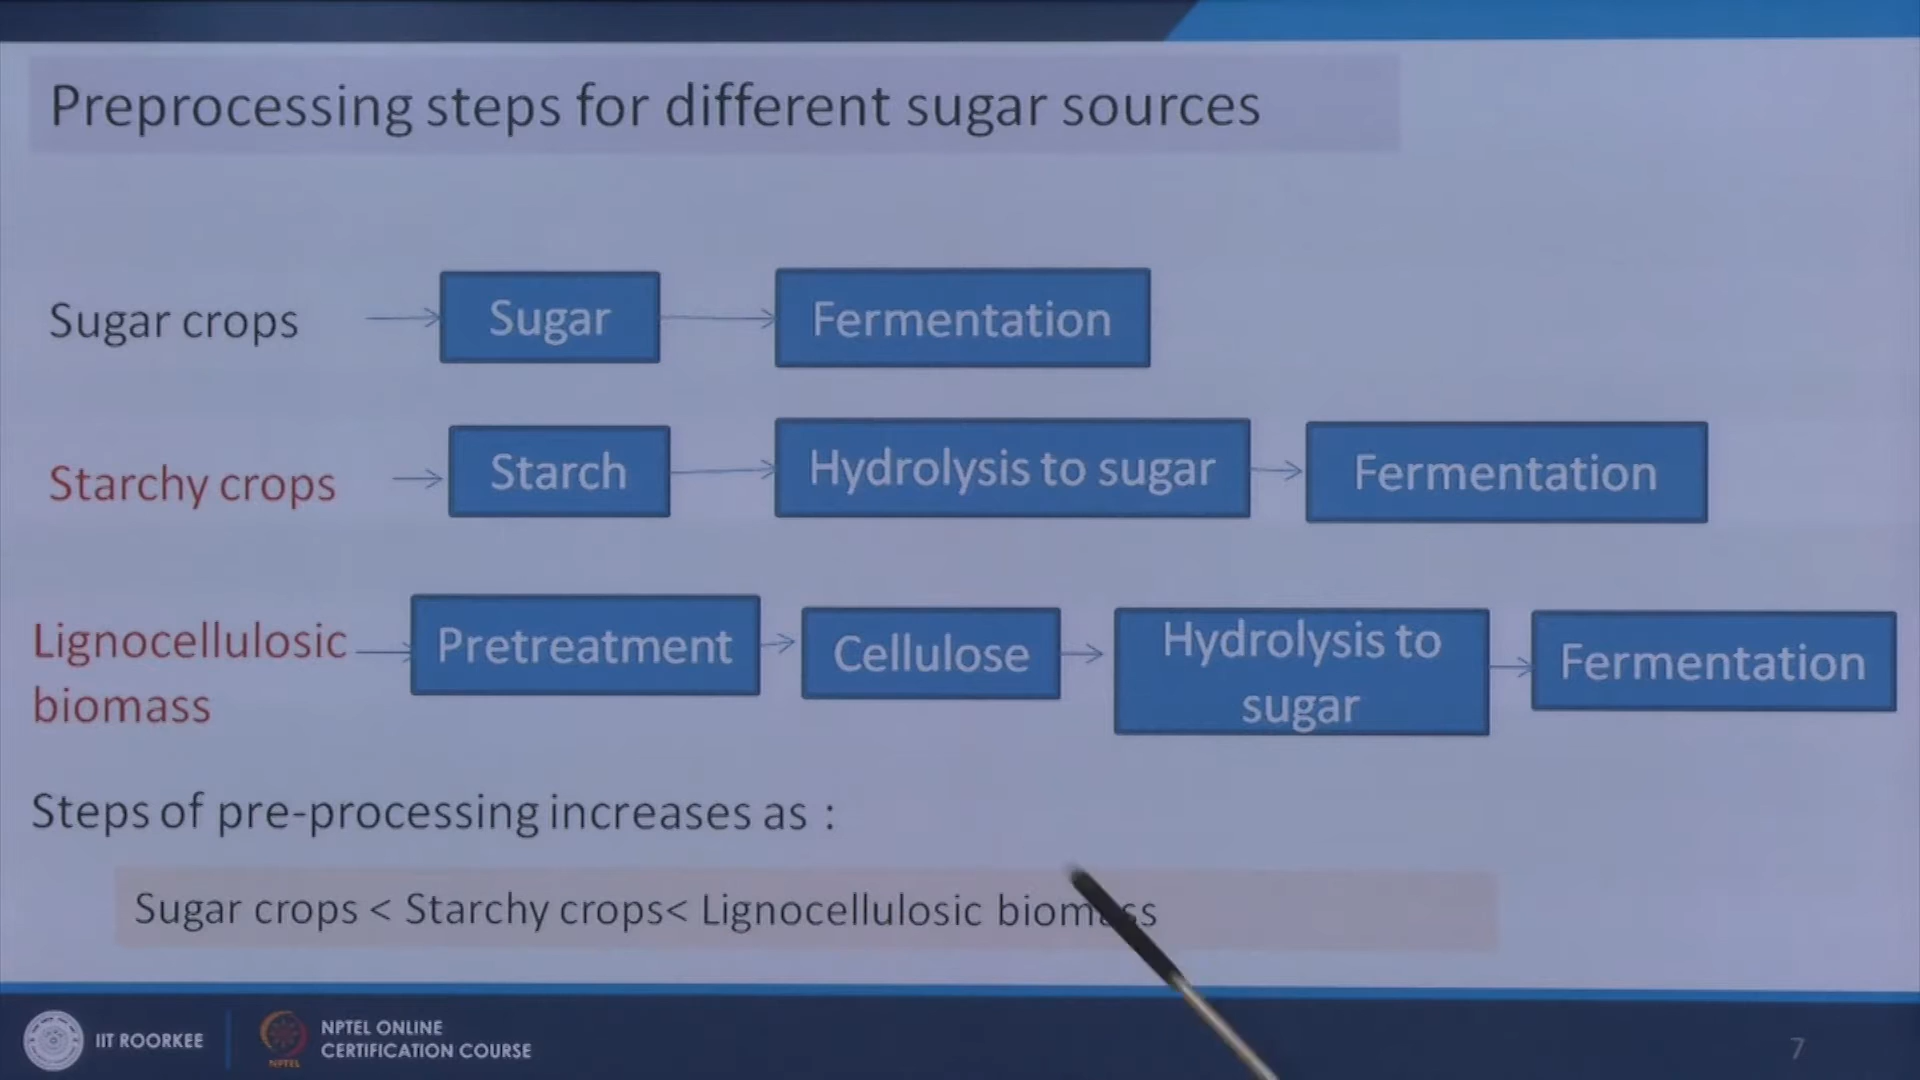 Preprocessing steps for different sugar sources
Sugar crops
Sugar
Fermentation
Starchy crops
Starch
Hydrolysis to sugar
Fermentation
Lignocellulosic
biomass
Pretreatment
Cellulose
Hydrolysis to
sugar
Fermentation
Steps of pre-processing increases as :
Sugar crops < Starchy crops< Lignocellulosic biomass
IIT ROORKEE
NPTEL
NPTEL ONLINE
CERTIFICATION COURSE
7